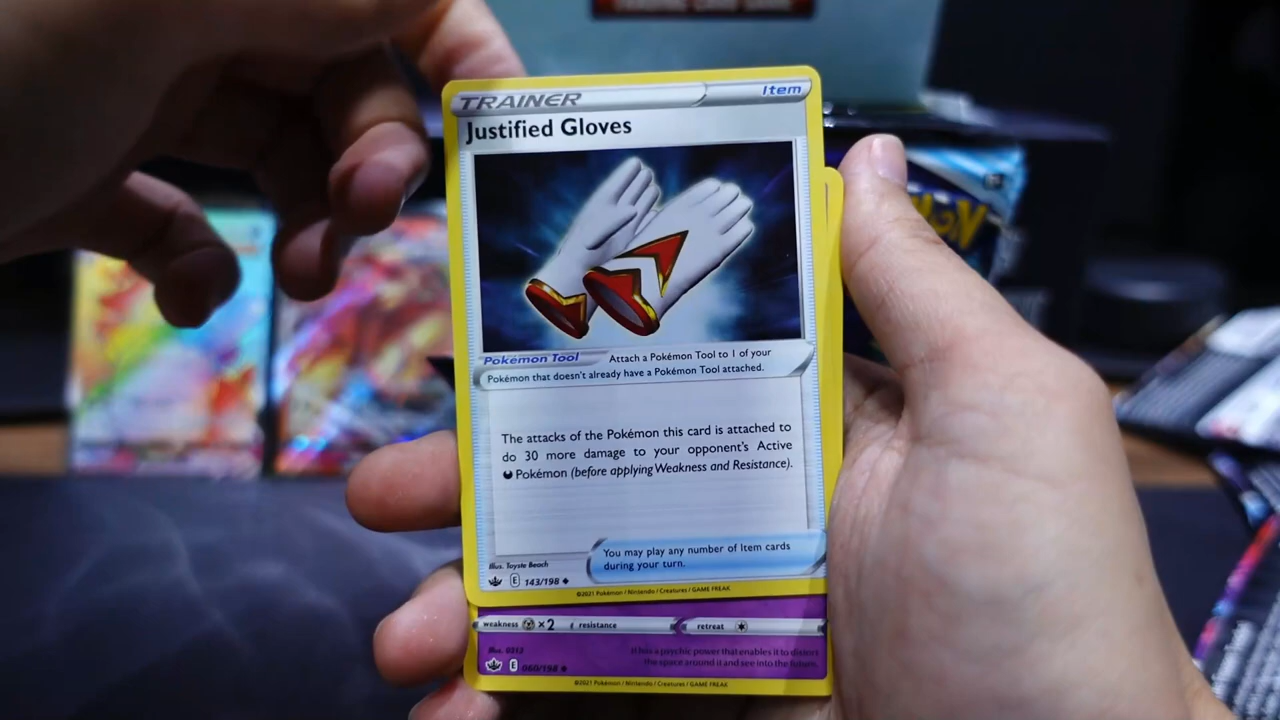 TRADING CARD GAME
TRAINER
Item
Justified Gloves
Pokémon Tool
Attach a Pokémon Tool to 1 of your
Pokémon that doesn't already have a Pokémon Tool attached.
The attacks of the Pokémon this card is attached to
do 30 more damage to your opponent's Active
Pokémon (before applying Weakness and Resistance).
You may play any number of Item cards
during your turn.
Illus. Toyste Beach
E 143/198
©2021 Pokémon / Nintendo / Creatures / GAME FREAK
weakness ×2 resistance retreat
Illus. 0313
It has a psychic power that enables it to distort
the space around it and see into the future.
E 060/198
©2021 Pokémon / Nintendo / Creatures / GAME FREAK